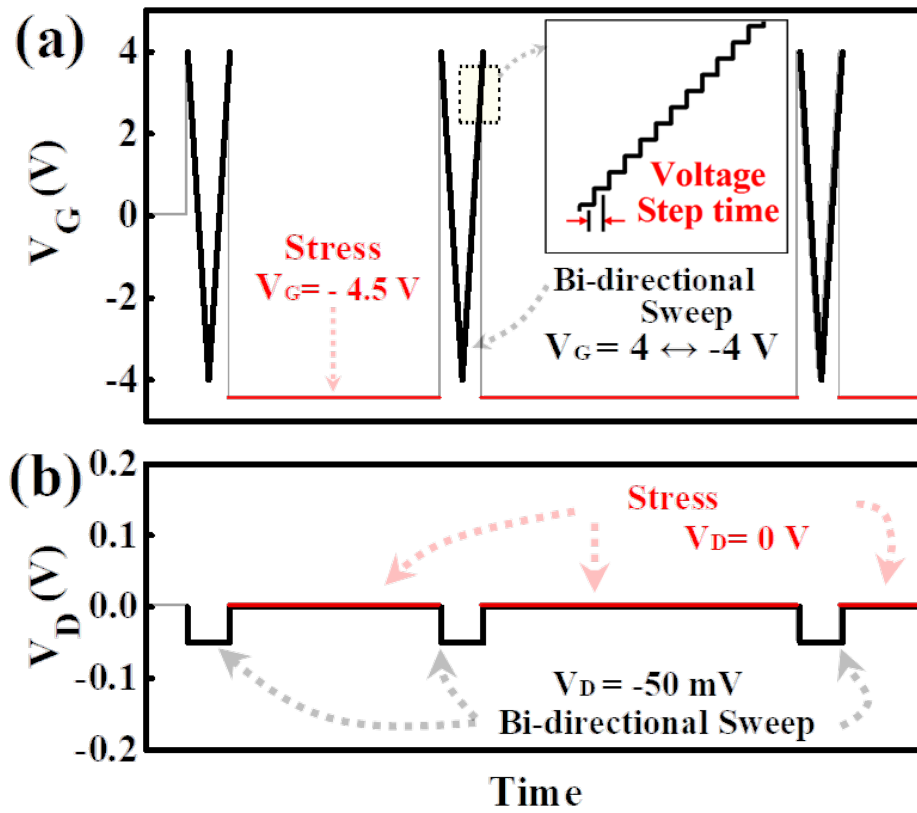 (a)
4
2
0
-2
-4
V_G (V)
Voltage
Step time
Stress
V_G= - 4.5 V
Bi-directional
Sweep
V_G = 4 ↔ -4 V
(b)
0.2
0.1
0.0
-0.1
-0.2
V_D (V)
Stress
V_D= 0 V
V_D = -50 mV
Bi-directional Sweep
Time